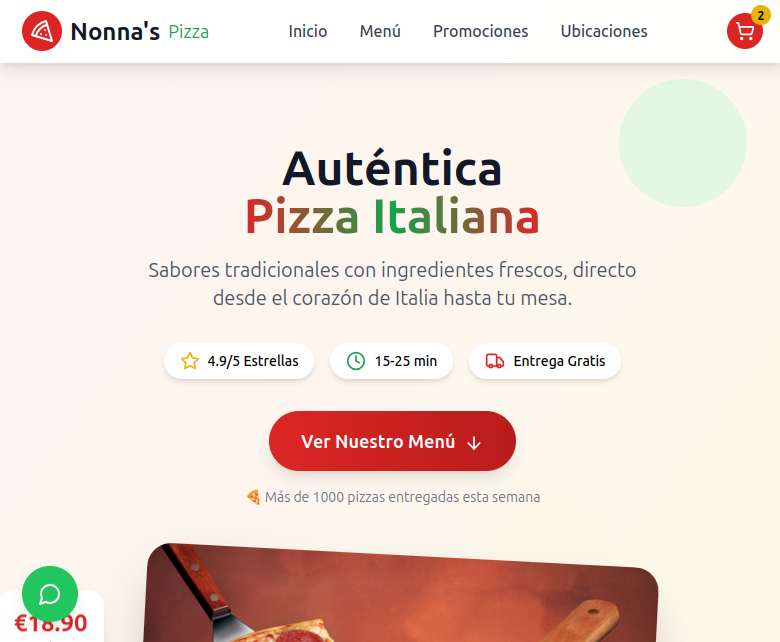 Nonna's Pizza
Inicio Menú Promociones Ubicaciones
2
Auténtica
Pizza Italiana
Sabores tradicionales con ingredientes frescos, directo
desde el corazón de Italia hasta tu mesa.
4.9/5 Estrellas 15-25 min Entrega Gratis
Ver Nuestro Menú
🍕 Más de 1000 pizzas entregadas esta semana
€18.90